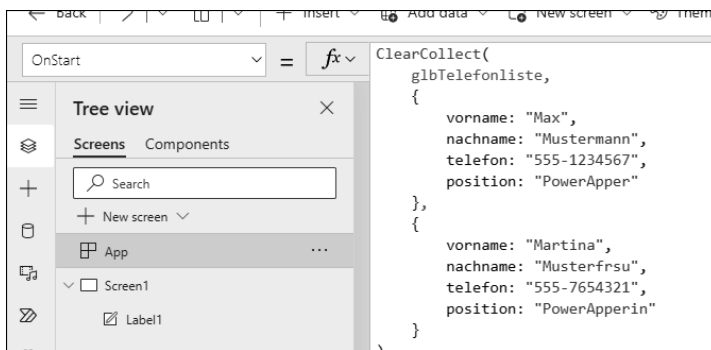 Back Insert Add data New screen Them
OnStart = fx
ClearCollect(
glbTelefonliste,
{
vorname: "Max",
nachname: "Mustermann",
telefon: "555-1234567",
position: "PowerApper"
},
{
vorname: "Martina",
nachname: "Musterfrsu",
telefon: "555-7654321",
position: "PowerApperin"
}
)
Tree view
Screens Components
Search
New screen
App ...
Screen1
Label1